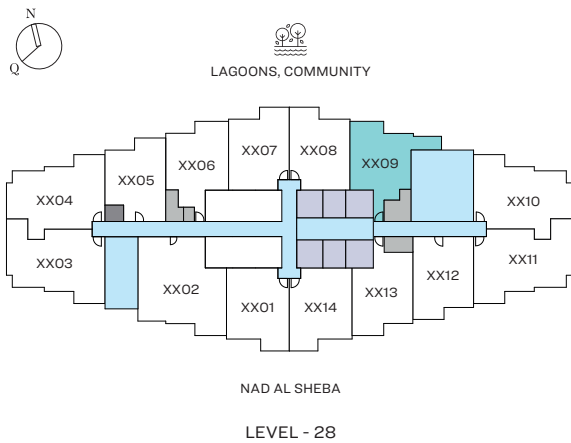 N
Q
LAGOONS, COMMUNITY
XX07 XX08
XX06 XX09
XX05
XX04 XX10
XX03 XX11
XX12
XX02 XX13
XX01 XX14
NAD AL SHEBA
LEVEL - 28